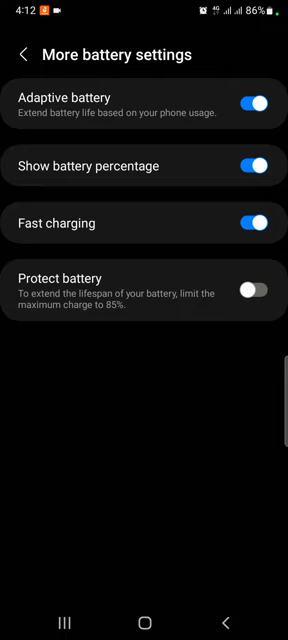 4:12 4G 86%
More battery settings
Adaptive battery
Extend battery life based on your phone usage.
Show battery percentage
Fast charging
Protect battery
To extend the lifespan of your battery, limit the
maximum charge to 85%.